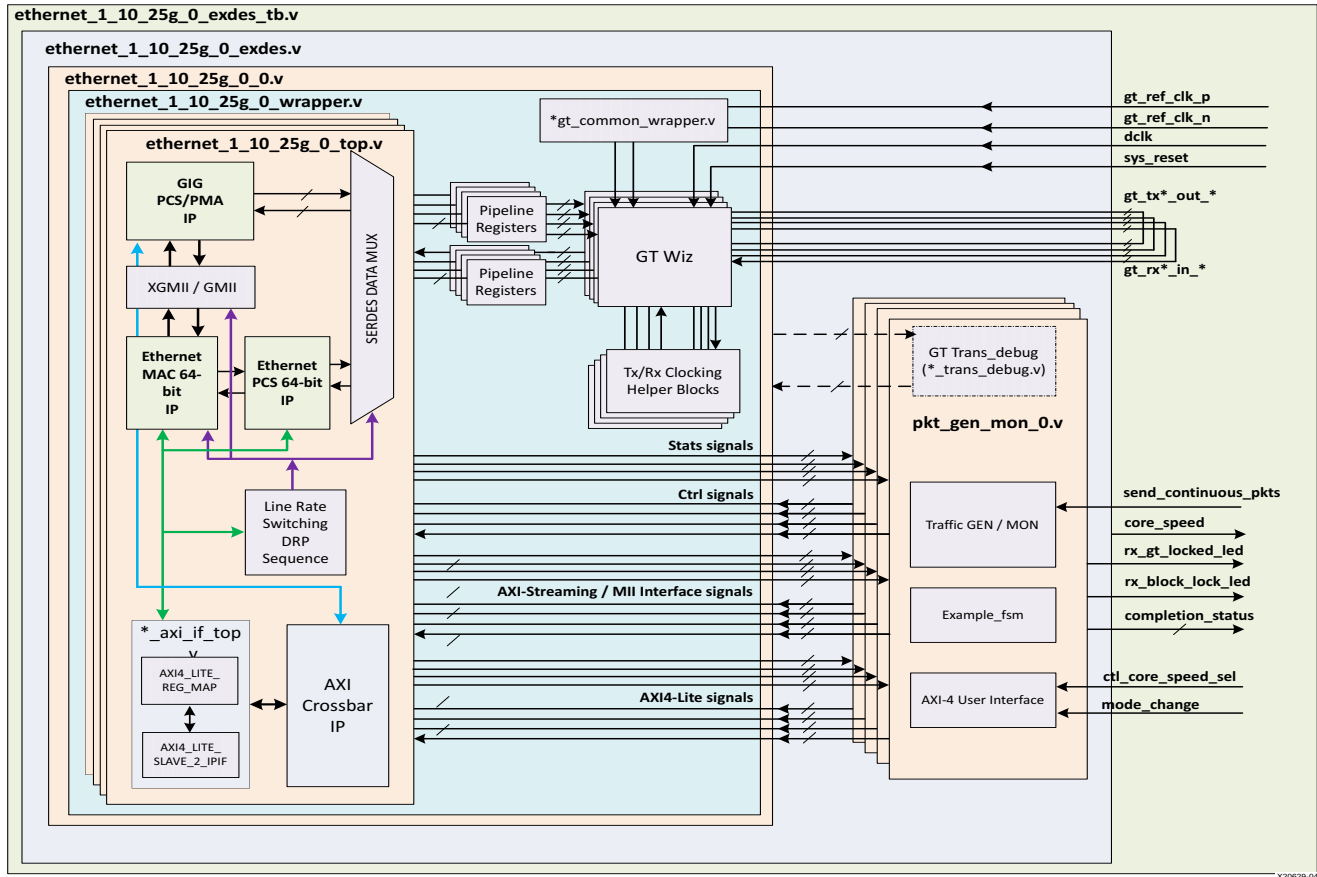 ethernet_1_10_25g_0_exdes_tb.v
ethernet_1_10_25g_0_exdes.v
ethernet_1_10_25g_0_0.v
ethernet_1_10_25g_0_wrapper.v
ethernet_1_10_25g_0_top.v
GIG
PCS/PMA
IP
XGMII / GMII
Ethernet
MAC 64-
bit
IP
Ethernet
PCS 64-bit
IP
SERDES DATA MUX
Line Rate
Switching
DRP
Sequence
*_axi_if_top
v
AXI4_LITE_
REG_MAP
AXI4_LITE_
SLAVE_2_IPIF
AXI
Crossbar
IP
*gt_common_wrapper.v
Pipeline
Registers
Pipeline
Registers
GT Wiz
Tx/Rx Clocking
Helper Blocks
Stats signals
Ctrl signals
AXI-Streaming / MII Interface signals
AXI4-Lite signals
GT Trans_debug
(*_trans_debug.v)
pkt_gen_mon_0.v
Traffic GEN / MON
Example_fsm
AXI-4 User Interface
gt_ref_clk_p
gt_ref_clk_n
dclk
sys_reset
gt_tx*_out_*
gt_rx*_in_*
send_continuous_pkts
core_speed
rx_gt_locked_led
rx_block_lock_led
completion_status
ctl_core_speed_sel
mode_change